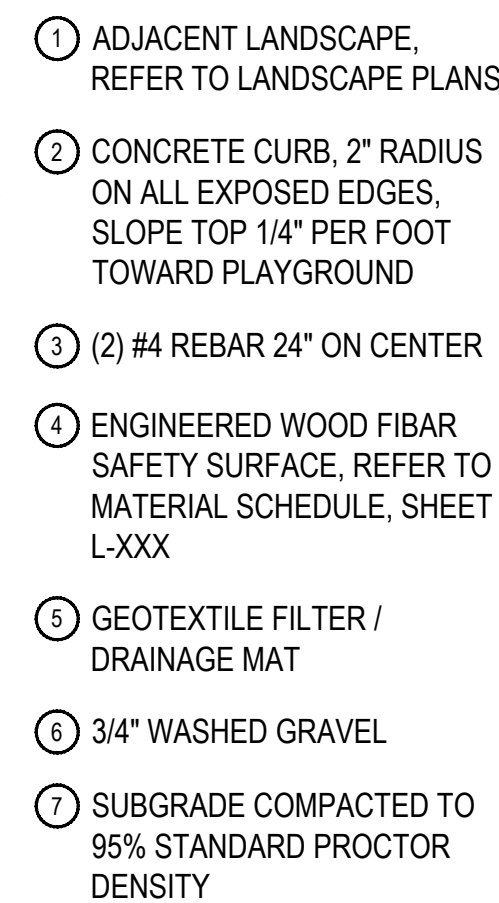 1 ADJACENT LANDSCAPE,
REFER TO LANDSCAPE PLANS
2 CONCRETE CURB, 2" RADIUS
ON ALL EXPOSED EDGES,
SLOPE TOP 1/4" PER FOOT
TOWARD PLAYGROUND
3 (2) #4 REBAR 24" ON CENTER
4 ENGINEERED WOOD FIBAR
SAFETY SURFACE, REFER TO
MATERIAL SCHEDULE, SHEET
L-XXX
5 GEOTEXTILE FILTER /
DRAINAGE MAT
6 3/4" WASHED GRAVEL
7 SUBGRADE COMPACTED TO
95% STANDARD PROCTOR
DENSITY